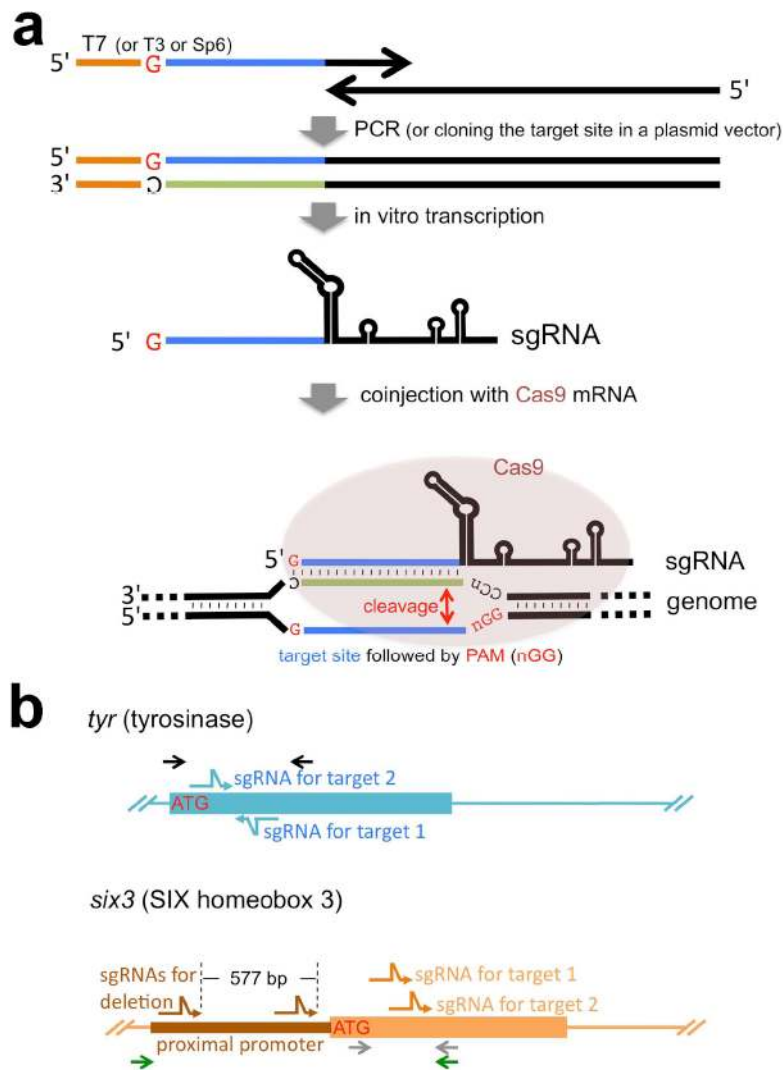 a
T7 (or T3 or Sp6)
5' G
5'
PCR (or cloning the target site in a plasmid vector)
5' G
3' C
in vitro transcription
5' G
sgRNA
coinjection with Cas9 mRNA
Cas9
5' G
sgRNA
3' C nCC
genome
5' cleavage
G nGG
target site followed by PAM (nGG)
b
tyr (tyrosinase)
sgRNA for target 2
ATG
sgRNA for target 1
six3 (SIX homeobox 3)
sgRNAs for deletion
577 bp
sgRNA for target 1
sgRNA for target 2
ATG
proximal promoter